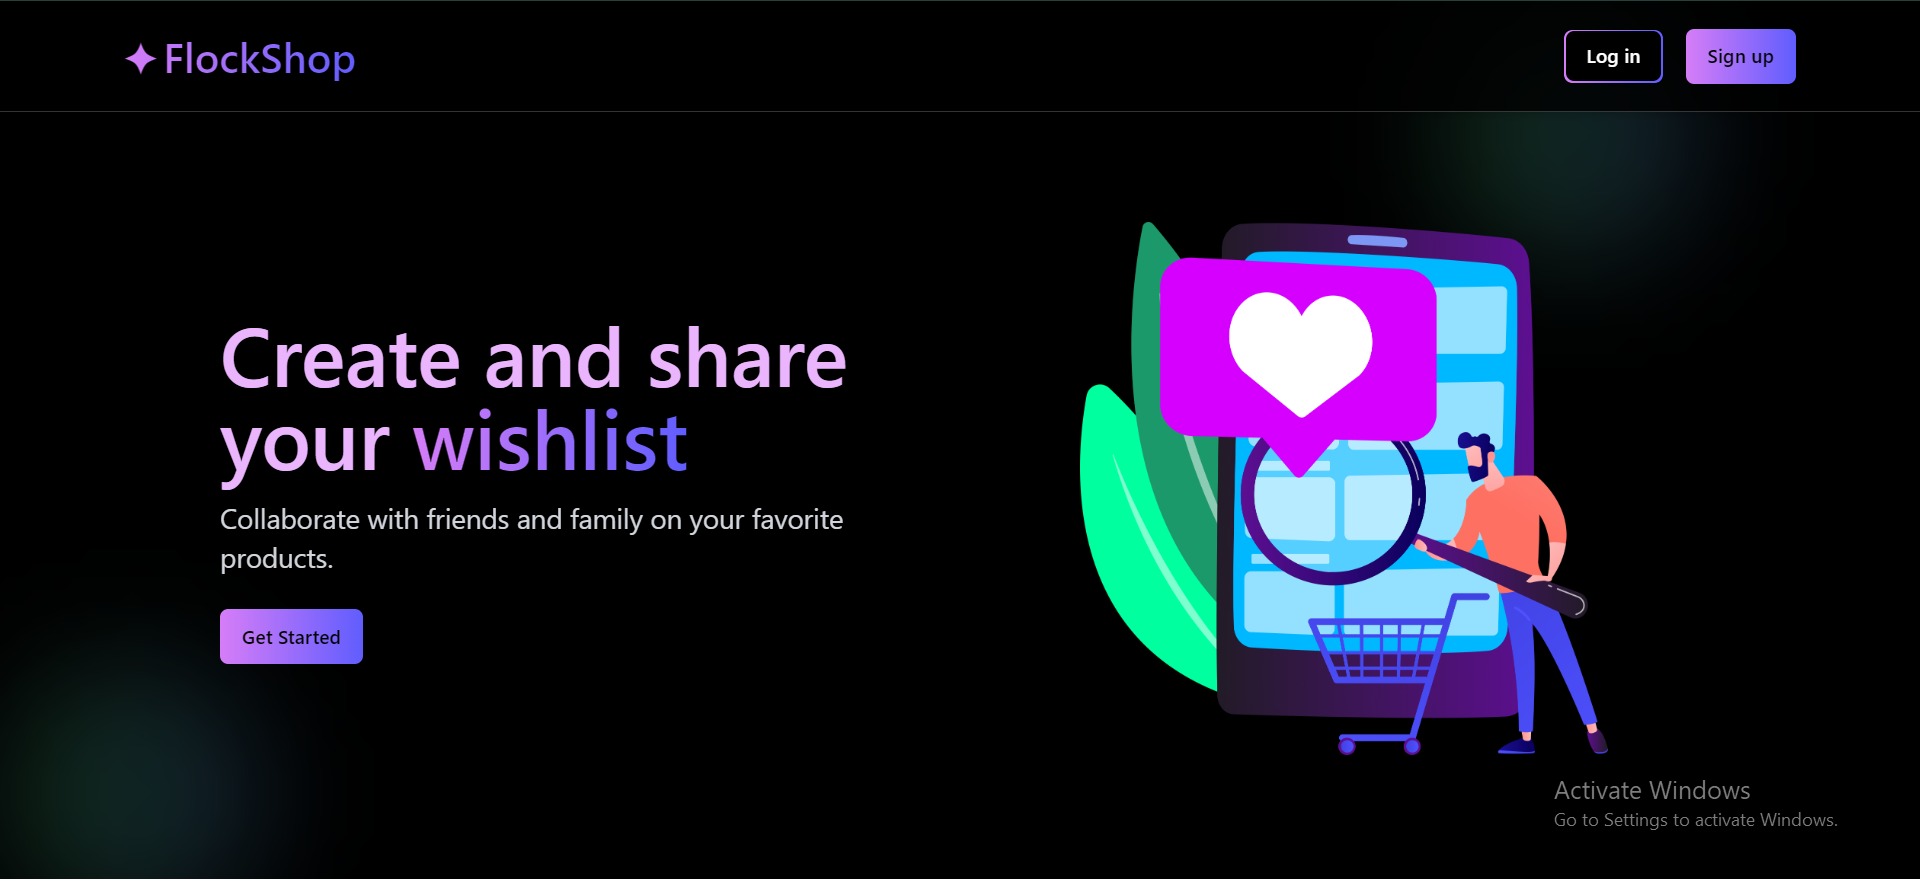 FlockShop
Log in
Sign up
Create and share
your wishlist
Collaborate with friends and family on your favorite
products.
Get Started
Activate Windows
Go to Settings to activate Windows.